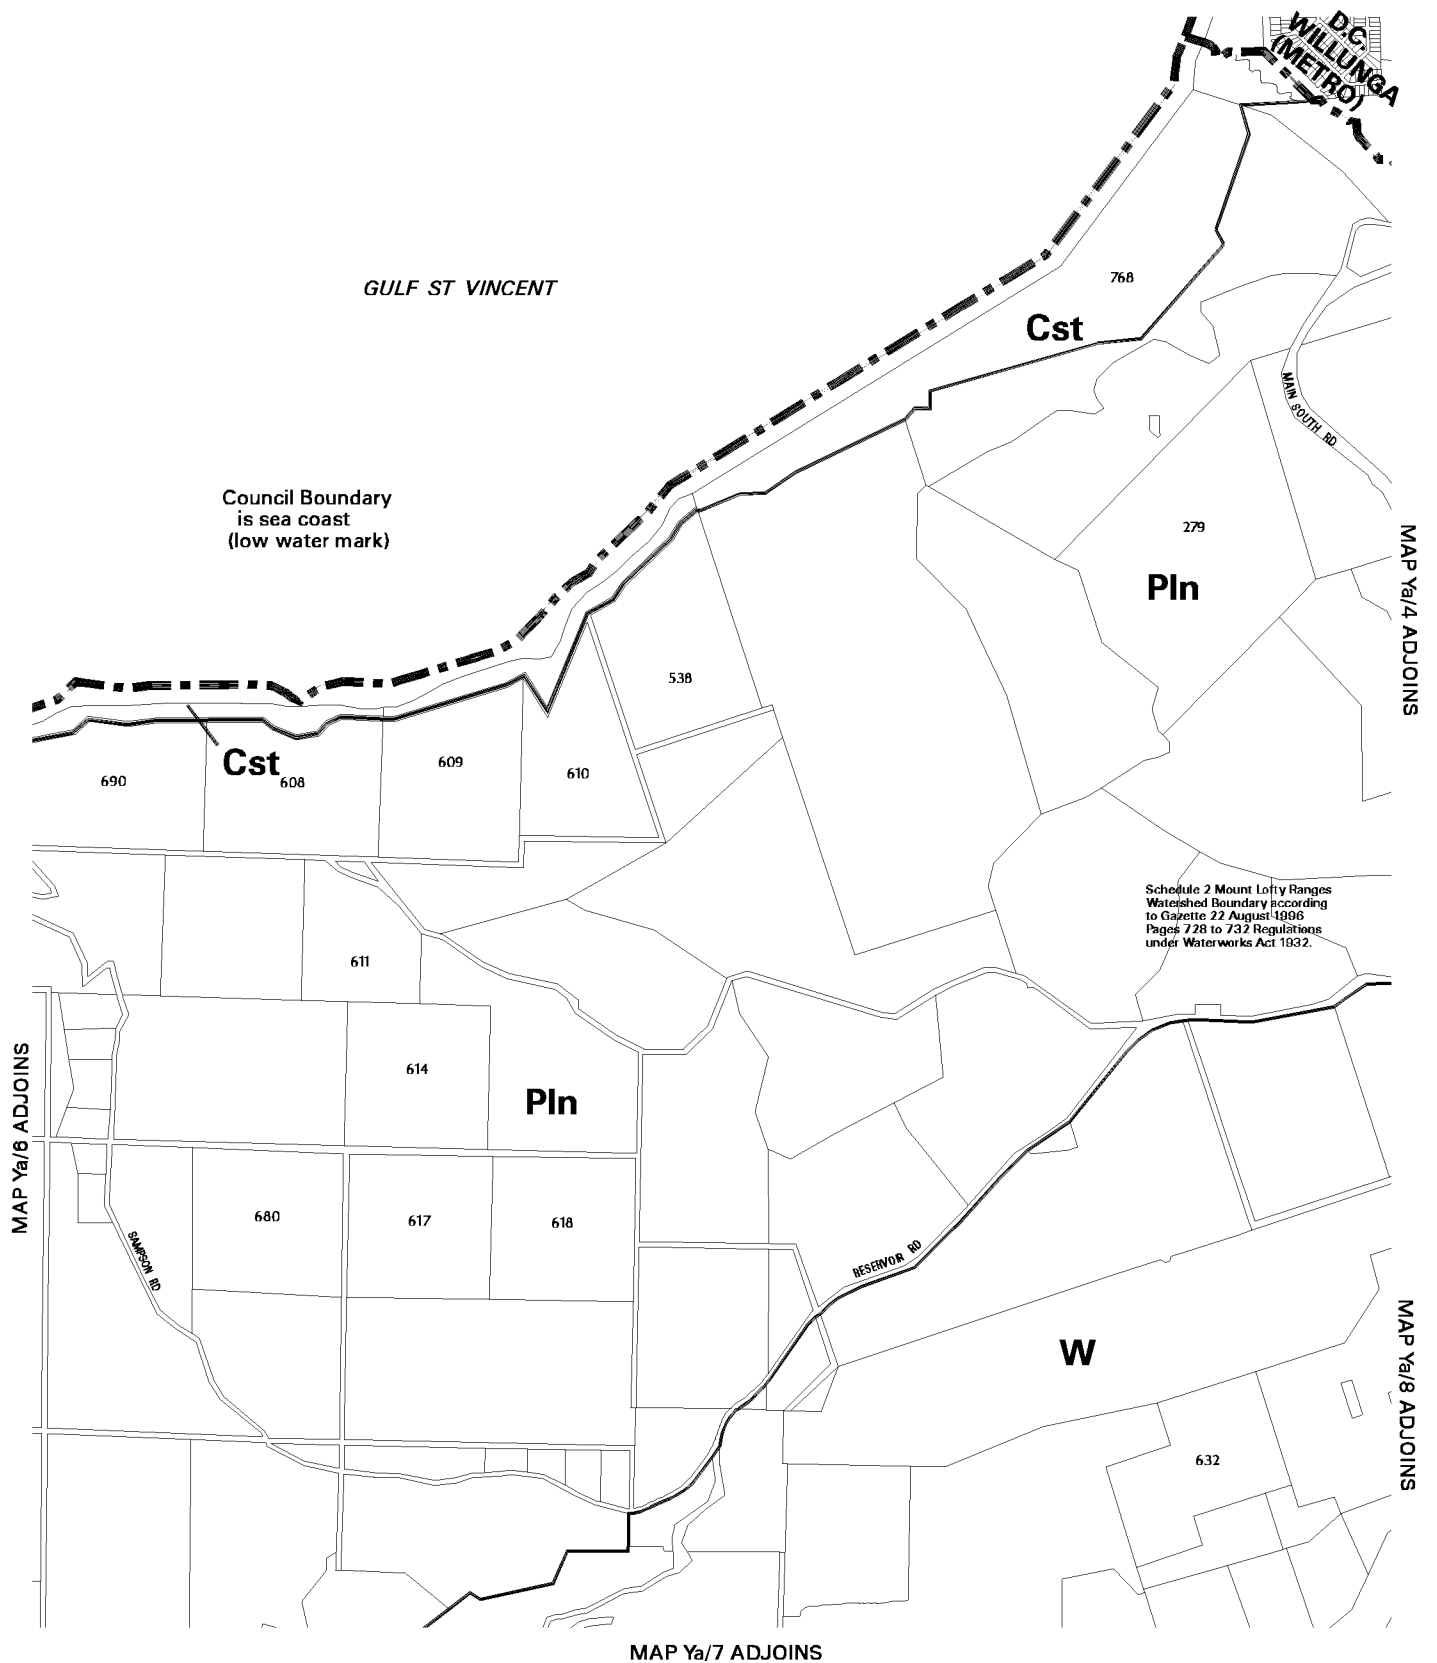 D.C.
WILLUNGA
(METRO)
GULF ST VINCENT
768
Cst
MAIN SOUTH RD
Council Boundary
is sea coast
(low water mark)
279
Pln
MAP Ya/4 ADJOINS
538
Cst
690
608
609
610
Schedule 2 Mount Lofty Ranges
Watershed Boundary according
to Gazette 22 August 1996
Pages 728 to 732 Regulations
under Waterworks Act 1932.
611
614
Pln
MAP Ya/6 ADJOINS
680
617
618
SAMPSON RD
RESERVOIR RD
W
MAP Ya/8 ADJOINS
632
MAP Ya/7 ADJOINS